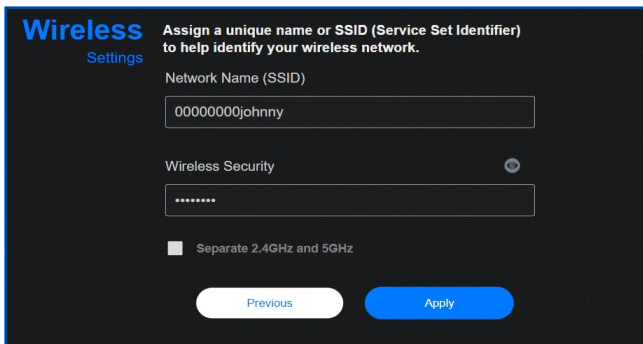 Wireless
Settings
Assign a unique name or SSID (Service Set Identifier)
to help identify your wireless network.
Network Name (SSID)
00000000johnny
Wireless Security
••••••••
Separate 2.4GHz and 5GHz
Previous
Apply